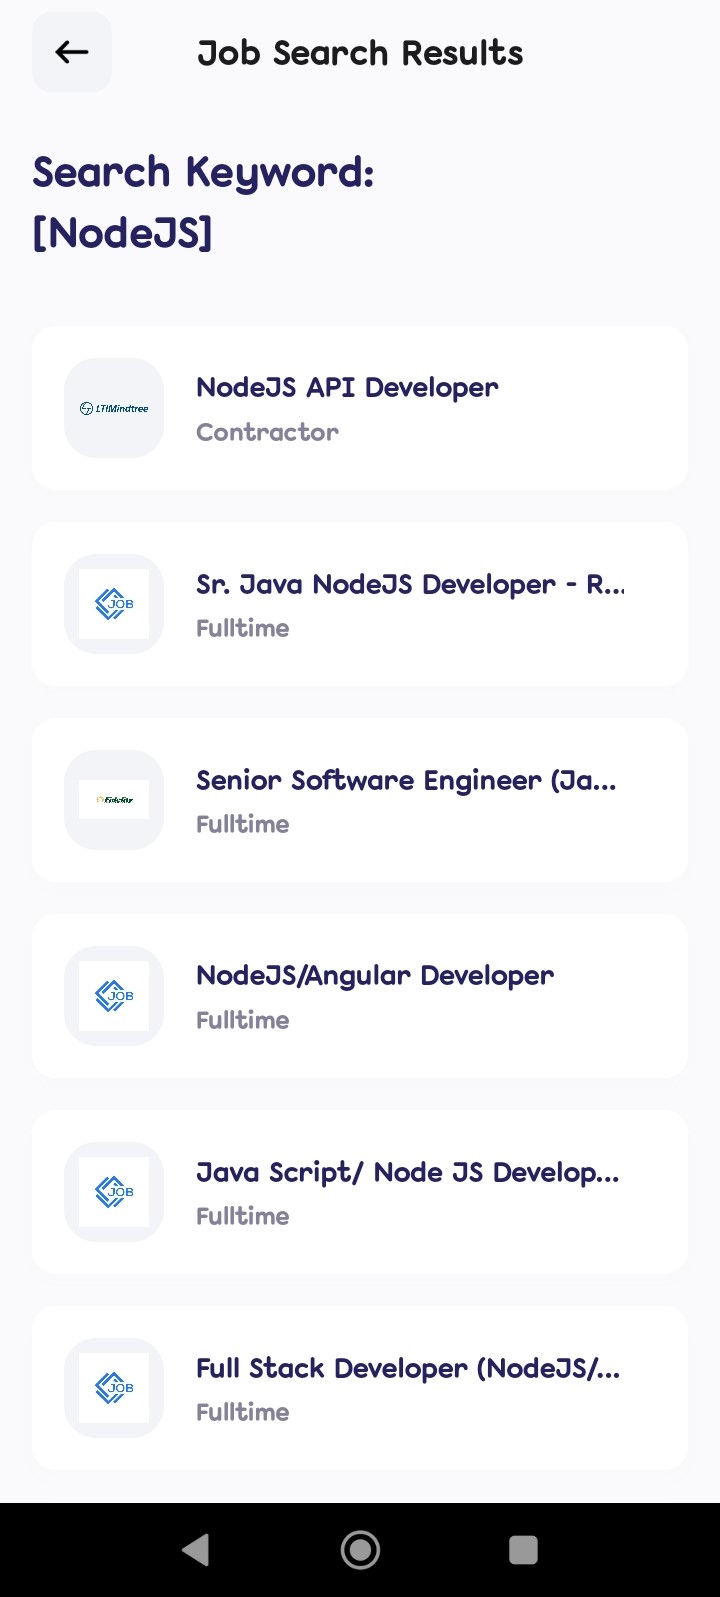 Job Search Results
Search Keyword:
[NodeJS]
LTIMindtree
NodeJS API Developer
Contractor
JOB
Sr. Java NodeJS Developer - R...
Fulltime
Fidelity
Senior Software Engineer (Ja...
Fulltime
JOB
NodeJS/Angular Developer
Fulltime
JOB
Java Script/ Node JS Develop...
Fulltime
JOB
Full Stack Developer (NodeJS/...
Fulltime